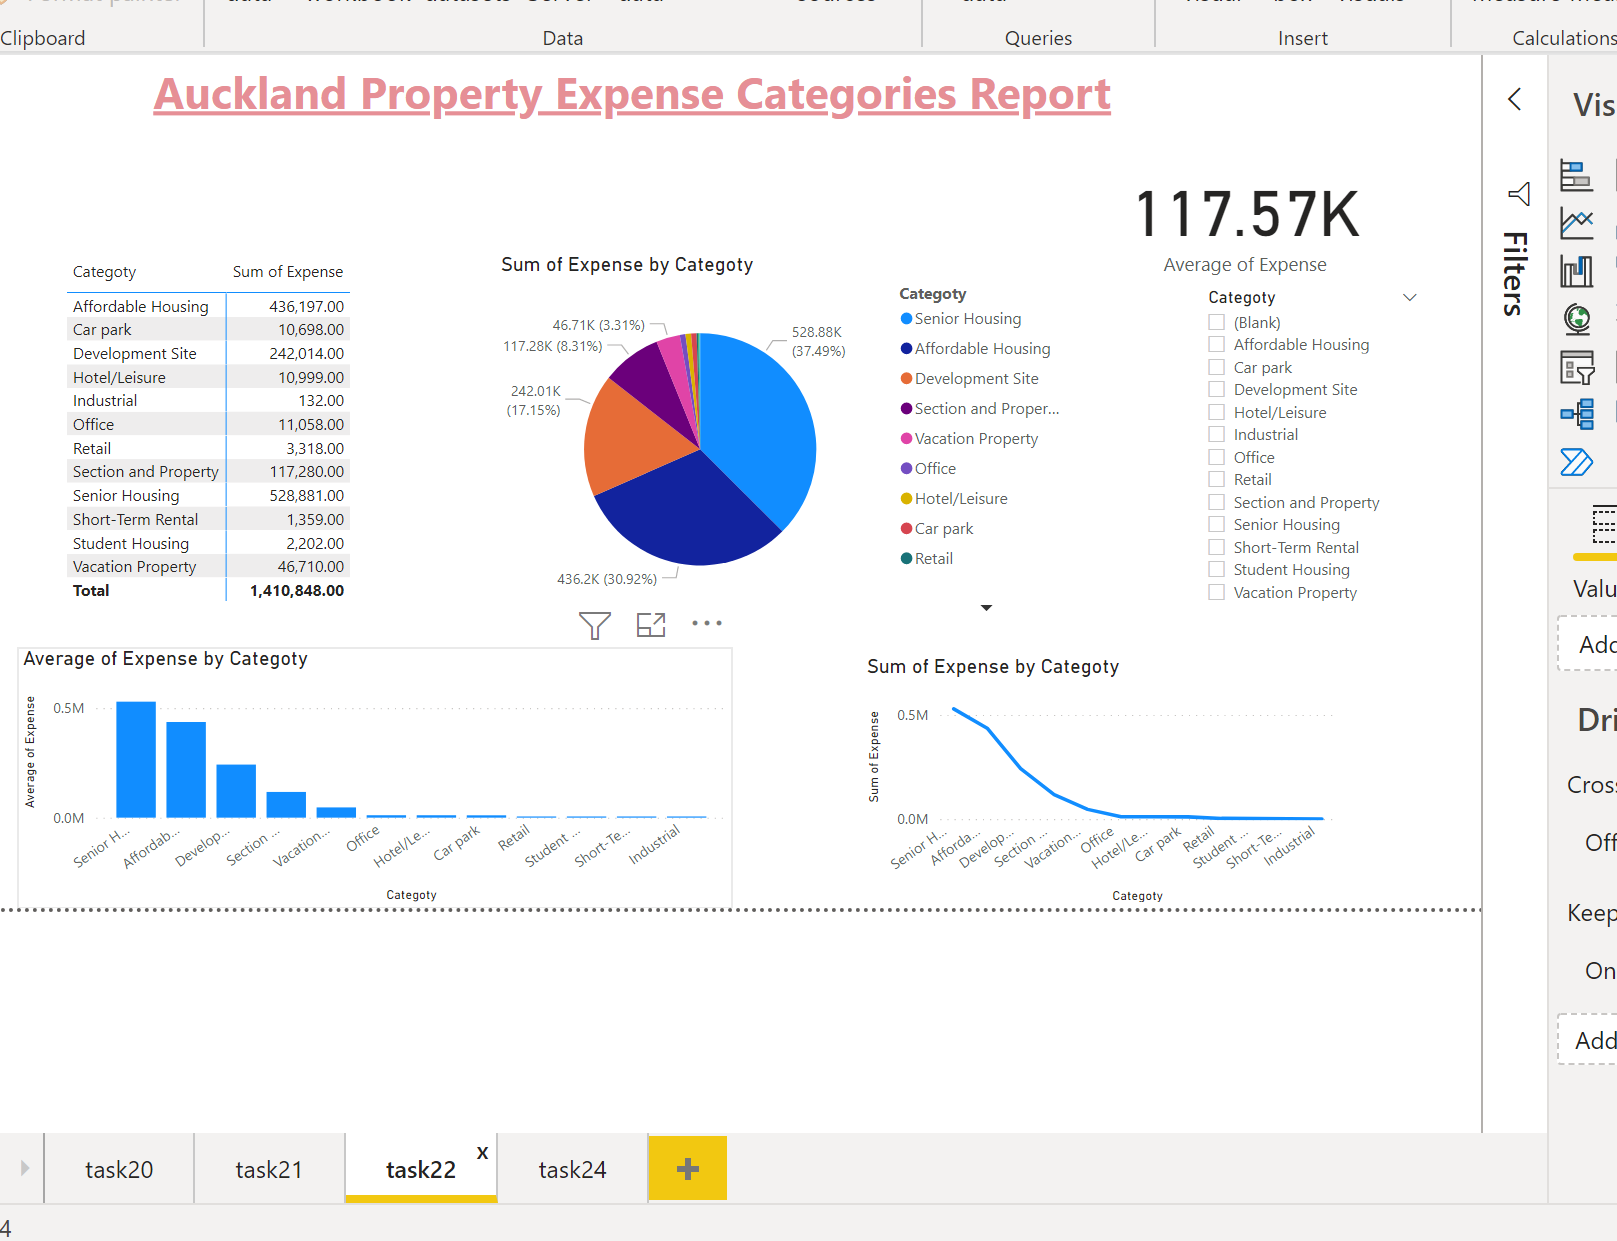 Clipboard
Data
Queries
Insert
Calculations
Auckland Property Expense Categories Report
Vis
117.57K
Average of Expense
Filters
Categoty Sum of Expense
Affordable Housing 436,197.00
Car park 10,698.00
Development Site 242,014.00
Hotel/Leisure 10,999.00
Industrial 132.00
Office 11,058.00
Retail 3,318.00
Section and Property 117,280.00
Senior Housing 528,881.00
Short-Term Rental 1,359.00
Student Housing 2,202.00
Vacation Property 46,710.00
Total 1,410,848.00
Sum of Expense by Categoty
46.71K (3.31%)
117.28K (8.31%)
242.01K
(17.15%)
528.88K
(37.49%)
436.2K (30.92%)
Categoty
Senior Housing
Affordable Housing
Development Site
Section and Proper...
Vacation Property
Office
Hotel/Leisure
Car park
Retail
Categoty
(Blank)
Affordable Housing
Car park
Development Site
Hotel/Leisure
Industrial
Office
Retail
Section and Property
Senior Housing
Short-Term Rental
Student Housing
Vacation Property
Average of Expense by Categoty
Average of Expense
0.5M
0.0M
Senior H...
Affordab...
Develop...
Section ...
Vacation...
Office
Hotel/Le...
Car park
Retail
Student ...
Short-Te...
Industrial
Categoty
Sum of Expense by Categoty
Sum of Expense
0.5M
0.0M
Senior H...
Afforda...
Develop...
Section ...
Vacation...
Office
Hotel/Le...
Car park
Retail
Student ...
Short-Te...
Industrial
Categoty
Valu
Add
Dri
Cross
Off
Keep
On
Add
task20
task21
task22
x
task24
4